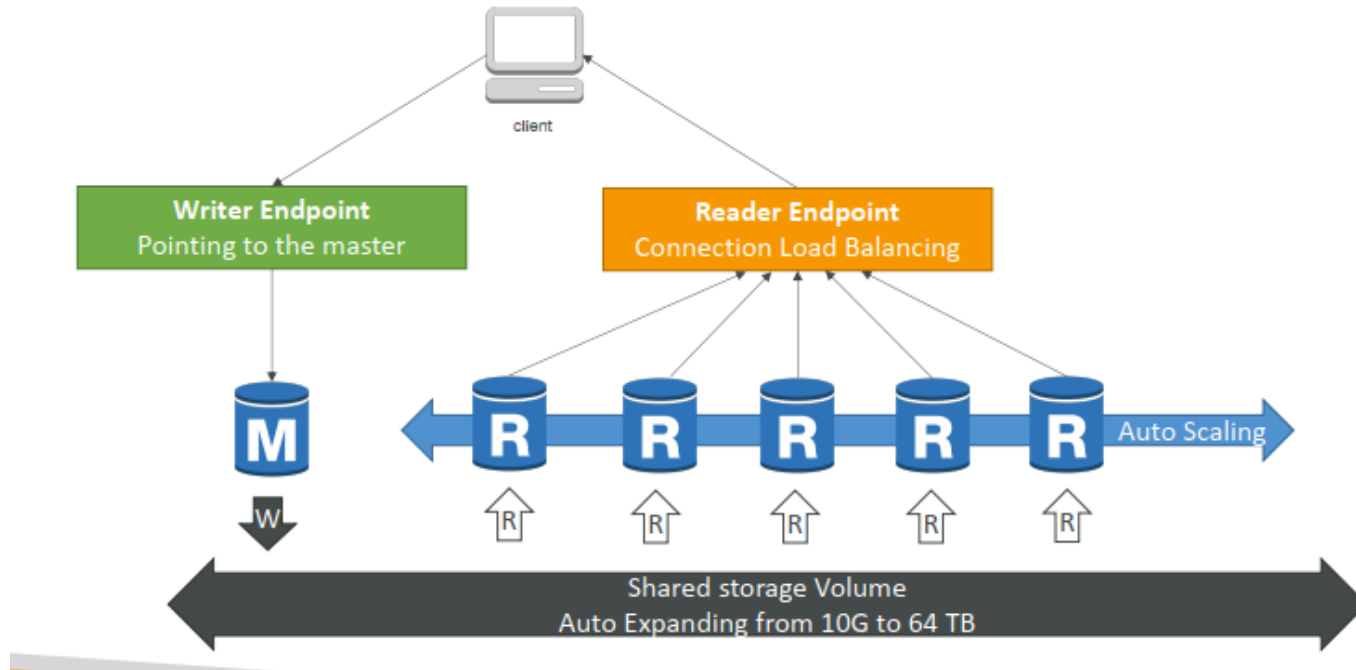 client
Writer Endpoint
Pointing to the master
Reader Endpoint
Connection Load Balancing
M
R
R
R
R
R
Auto Scaling
W
R
R
R
R
R
Shared storage Volume
Auto Expanding from 10G to 64 TB